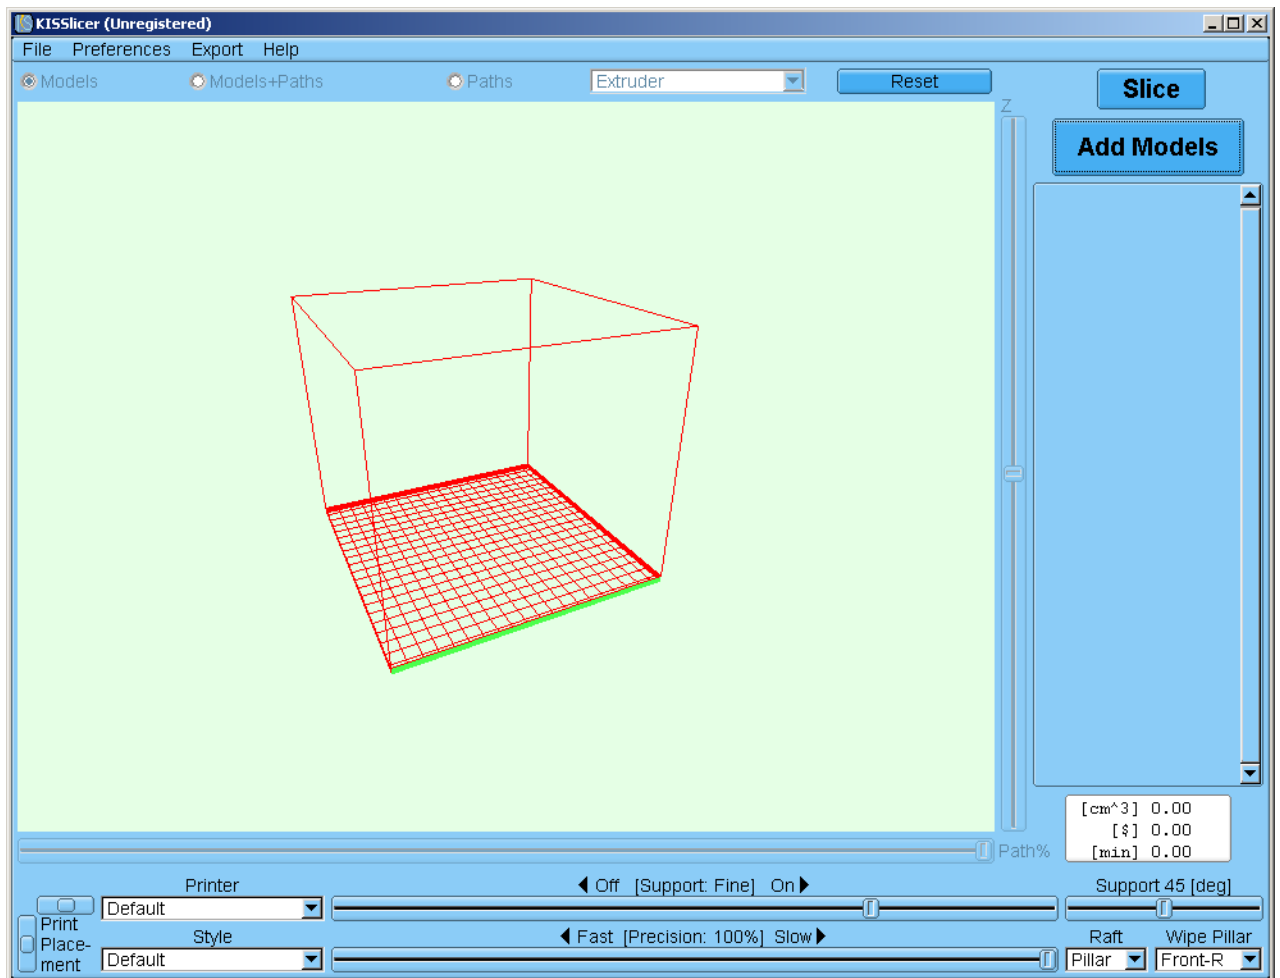 KISSlicer (Unregistered)
File Preferences Export Help
Models Models+Paths Paths Extruder Reset
Slice
Z
Add Models
[cm^3] 0.00
[$] 0.00
[min] 0.00
Path%
Printer
Off [Support: Fine] On
Support 45 [deg]
Default
Print
Place-
ment
Style
Fast [Precision: 100%] Slow
Raft
Wipe Pillar
Default
Pillar
Front-R